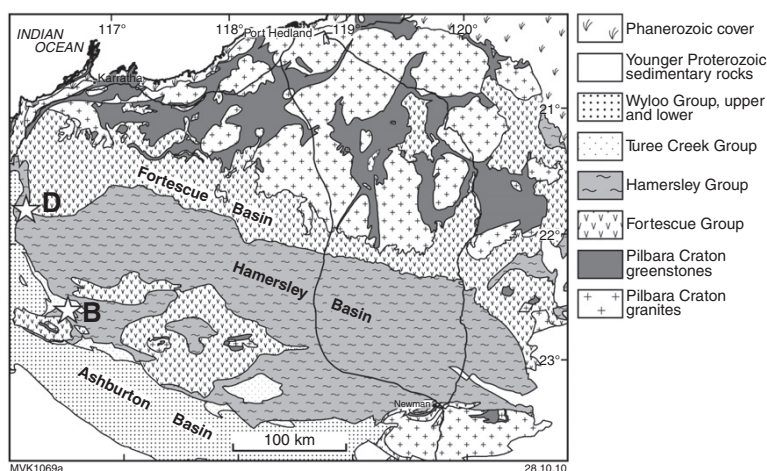 117°
118°
119°
120°
INDIAN
OCEAN
Port Hedland
Karratha
21°
22°
23°
Fortescue Basin
D
Hamersley Basin
B
Ashburton Basin
Newman
100 km
MVK1069a
28.10.10
Phanerozoic cover
Younger Proterozoic
sedimentary rocks
Wyloo Group, upper
and lower
Turee Creek Group
Hamersley Group
Fortescue Group
Pilbara Craton
greenstones
Pilbara Craton
granites